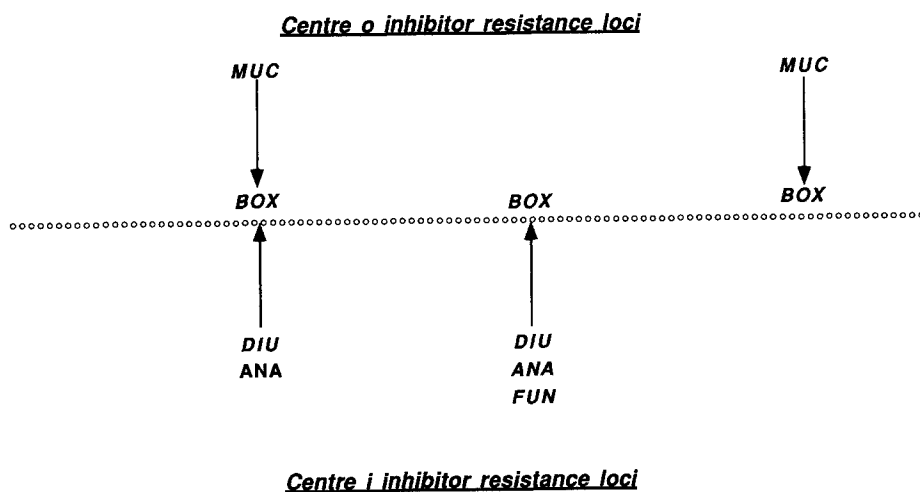 Centre o inhibitor resistance loci
MUC MUC
BOX BOX BOX
DIU DIU
ANA ANA
FUN
Centre i inhibitor resistance loci